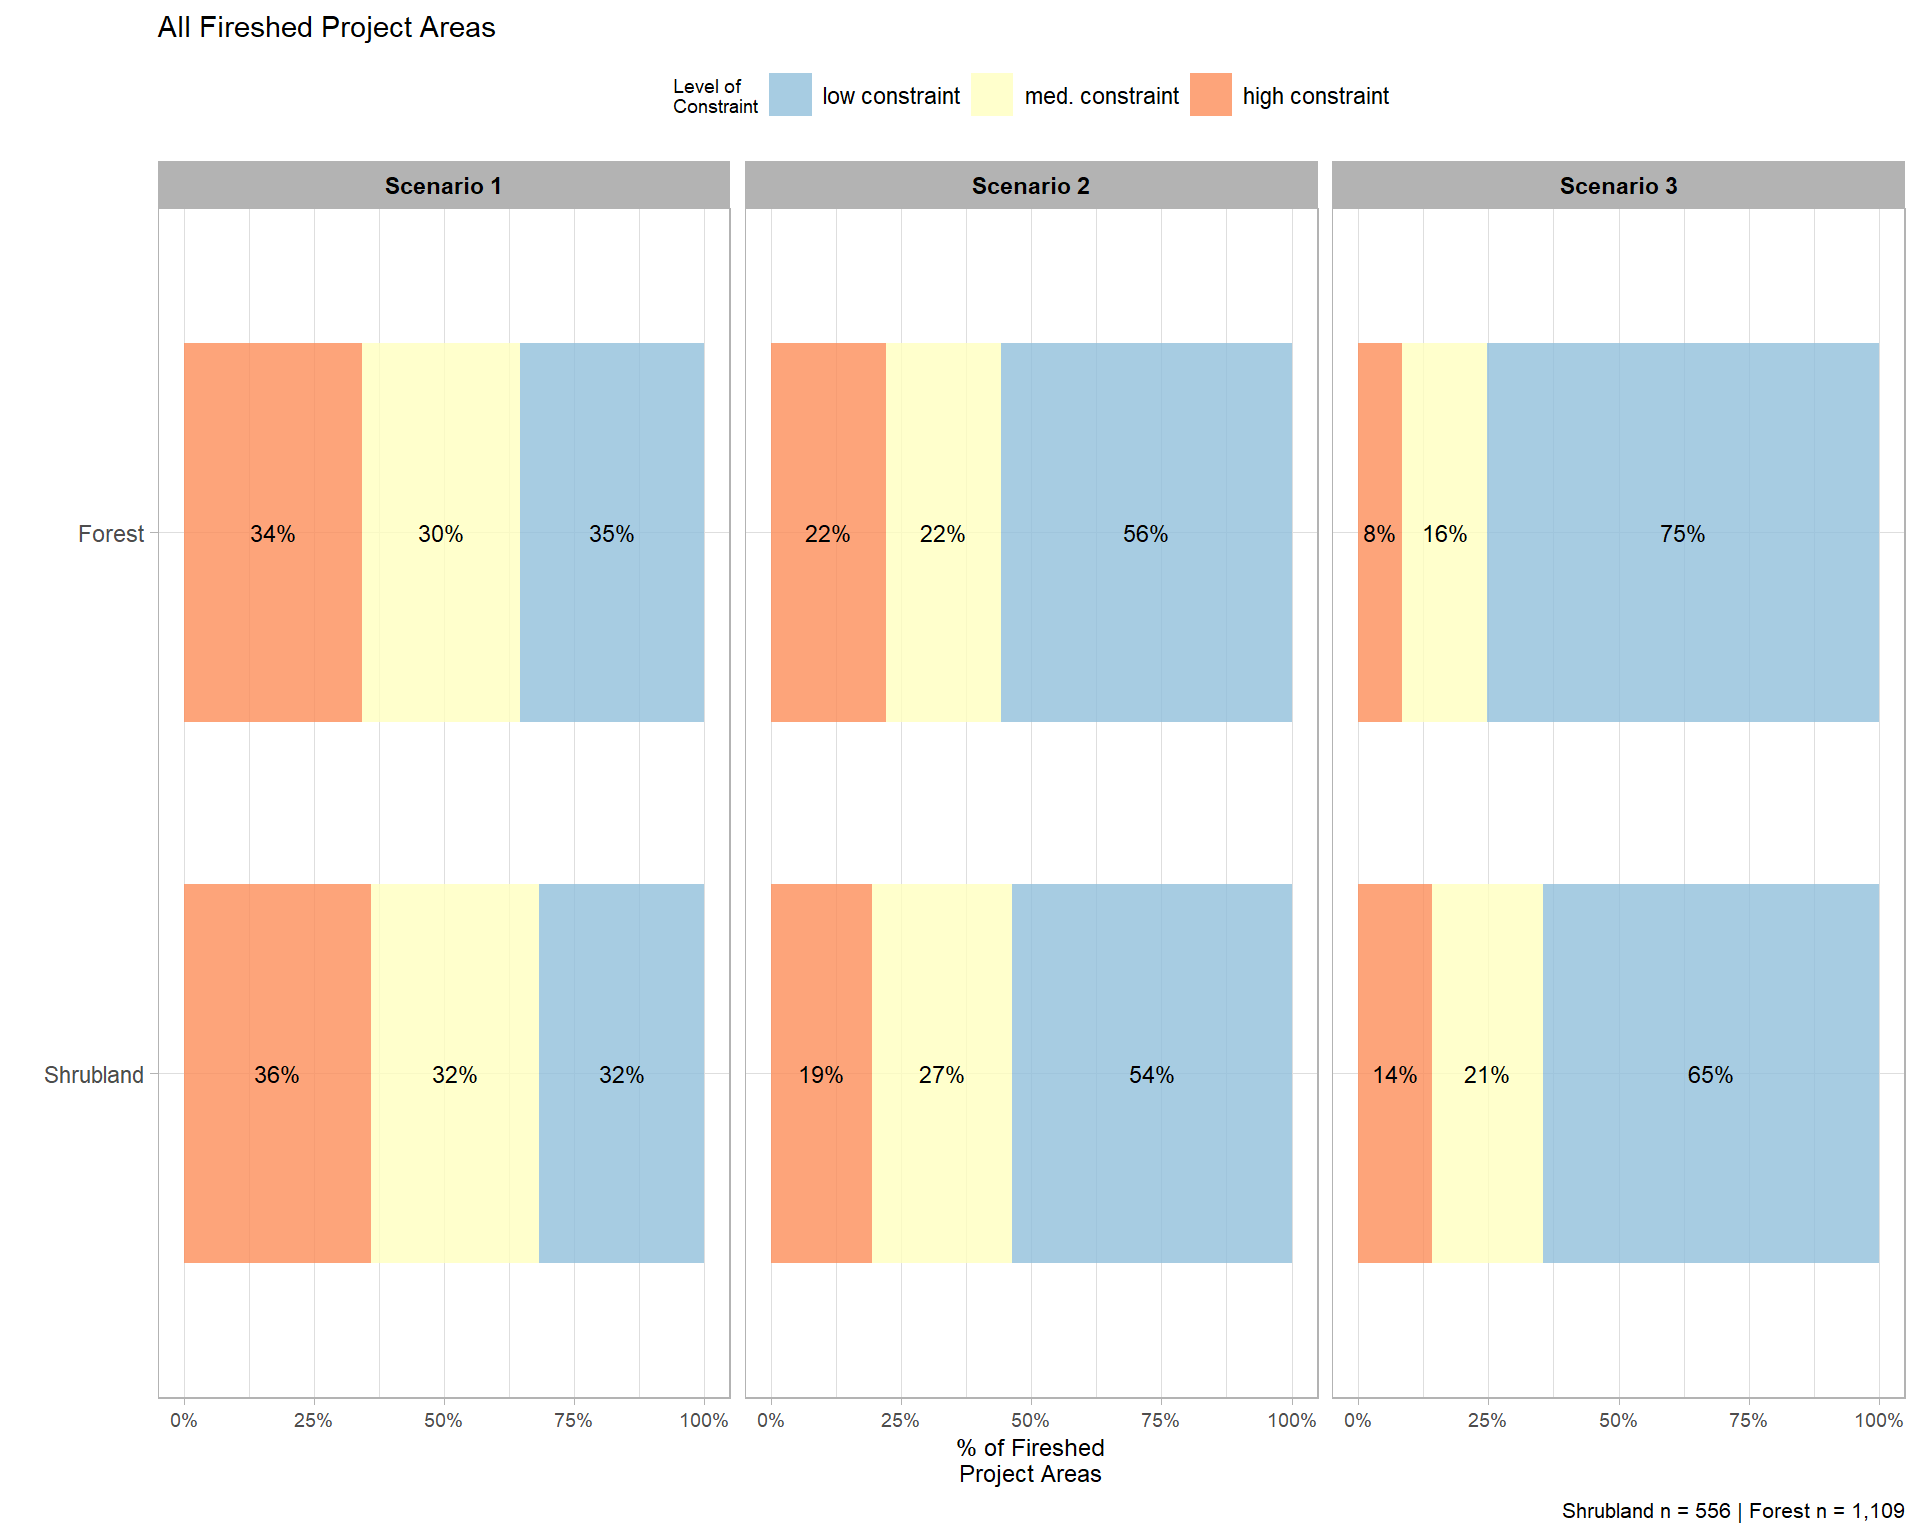 All Fireshed Project Areas
Level of
Constraint
low constraint
med. constraint
high constraint
Scenario 1
Scenario 2
Scenario 3
Forest
34%
30%
35%
22%
22%
56%
8%
16%
75%
Shrubland
36%
32%
32%
19%
27%
54%
14%
21%
65%
0%
25%
50%
75%
100%
0%
25%
50%
75%
100%
0%
25%
50%
75%
100%
% of Fireshed
Project Areas
Shrubland n = 556 | Forest n = 1,109